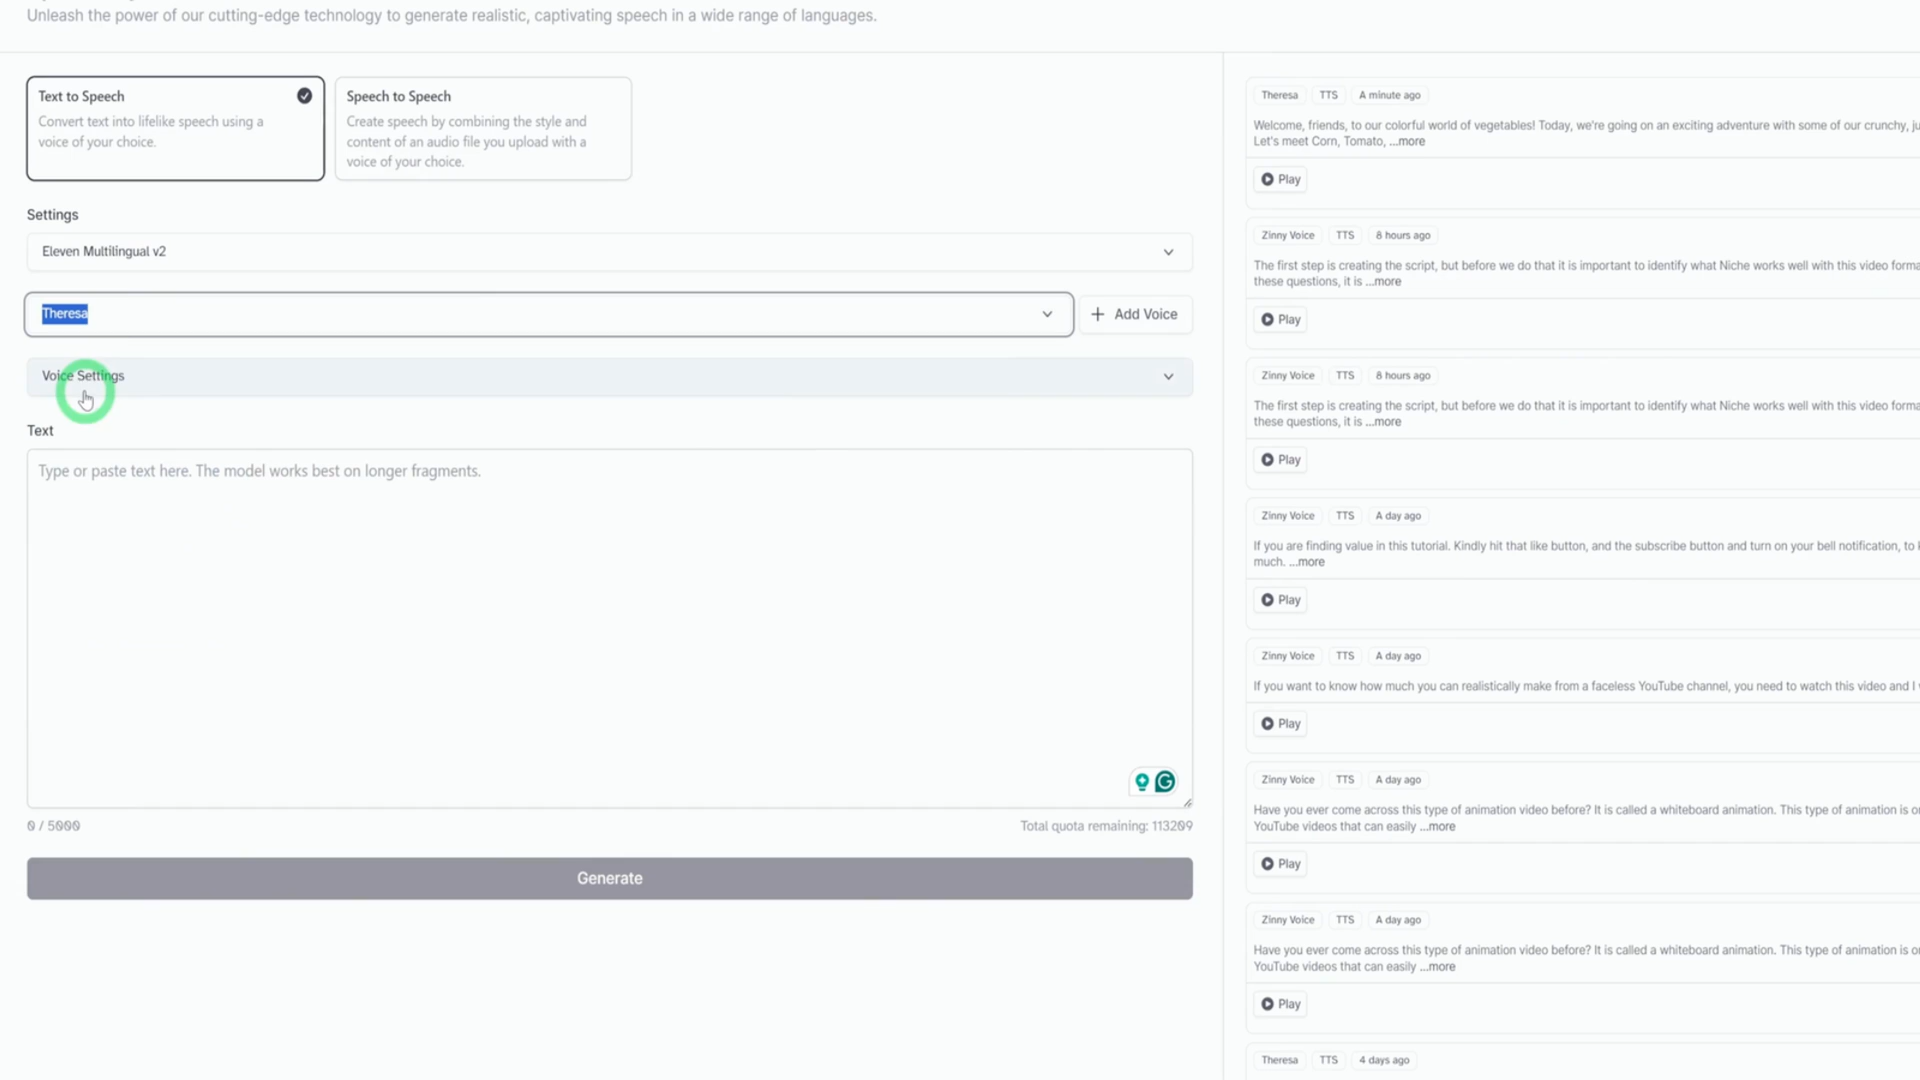 Unleash the power of our cutting-edge technology to generate realistic, captivating speech in a wide range of languages.
Text to Speech
Convert text into lifelike speech using a
voice of your choice.
Speech to Speech
Create speech by combining the style and
content of an audio file you upload with a
voice of your choice.
Settings
Eleven Multilingual v2
Theresa
+ Add Voice
Voice Settings
Text
Type or paste text here. The model works best on longer fragments.
0 / 5000
Total quota remaining: 113209
Generate
Theresa TTS A minute ago
Welcome, friends, to our colorful world of vegetables! Today, we're going on an exciting adventure with some of our crunchy,
Let's meet Corn, Tomato, ...more
Play
Zinny Voice TTS 8 hours ago
The first step is creating the script, but before we do that it is important to identify what Niche works well with this video
these questions, it is ...more
Play
Zinny Voice TTS 8 hours ago
The first step is creating the script, but before we do that it is important to identify what Niche works well with this video
these questions, it is ...more
Play
Zinny Voice TTS A day ago
If you are finding value in this tutorial. Kindly hit that like button, and the subscribe button and turn on your bell notification, to
much. ...more
Play
Zinny Voice TTS A day ago
If you want to know how much you can realistically make from a faceless YouTube channel, you need to watch this video and I
Play
Zinny Voice TTS A day ago
Have you ever come across this type of animation video before? It is called a whiteboard animation. This type of animation is
YouTube videos that can easily ...more
Play
Zinny Voice TTS A day ago
Have you ever come across this type of animation video before? It is called a whiteboard animation. This type of animation is
YouTube videos that can easily ...more
Play
Theresa TTS 4 days ago